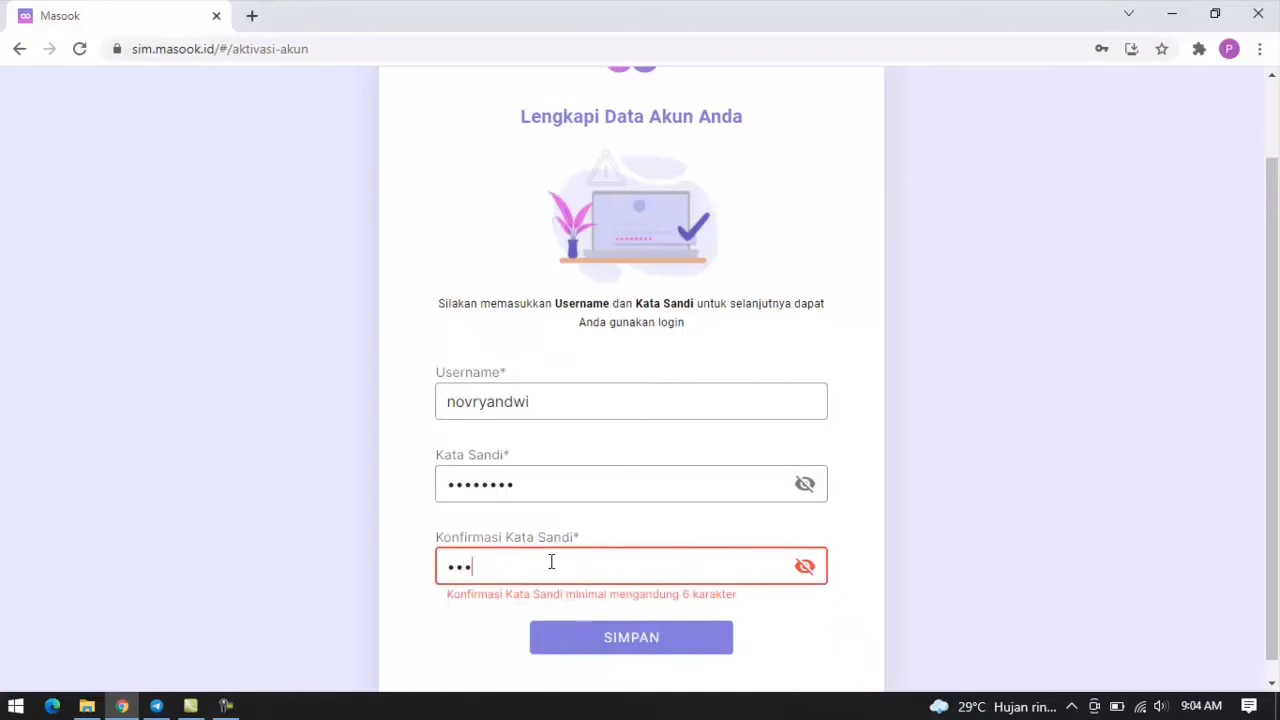 Masook
sim.masook.id/#/aktivasi-akun
P
Lengkapi Data Akun Anda
Silakan memasukkan Username dan Kata Sandi untuk selanjutnya dapat
Anda gunakan login
Username*
novryandwi
Kata Sandi*
••••••••
Konfirmasi Kata Sandi*
•••
Konfirmasi Kata Sandi minimal mengandung 6 karakter
SIMPAN
29°C Hujan rin... 9:04 AM